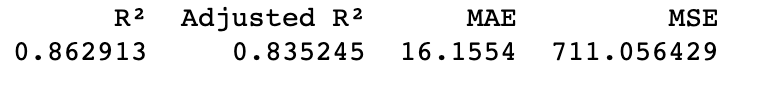 R² Adjusted R² MAE MSE
0.862913 0.835245 16.1554 711.056429